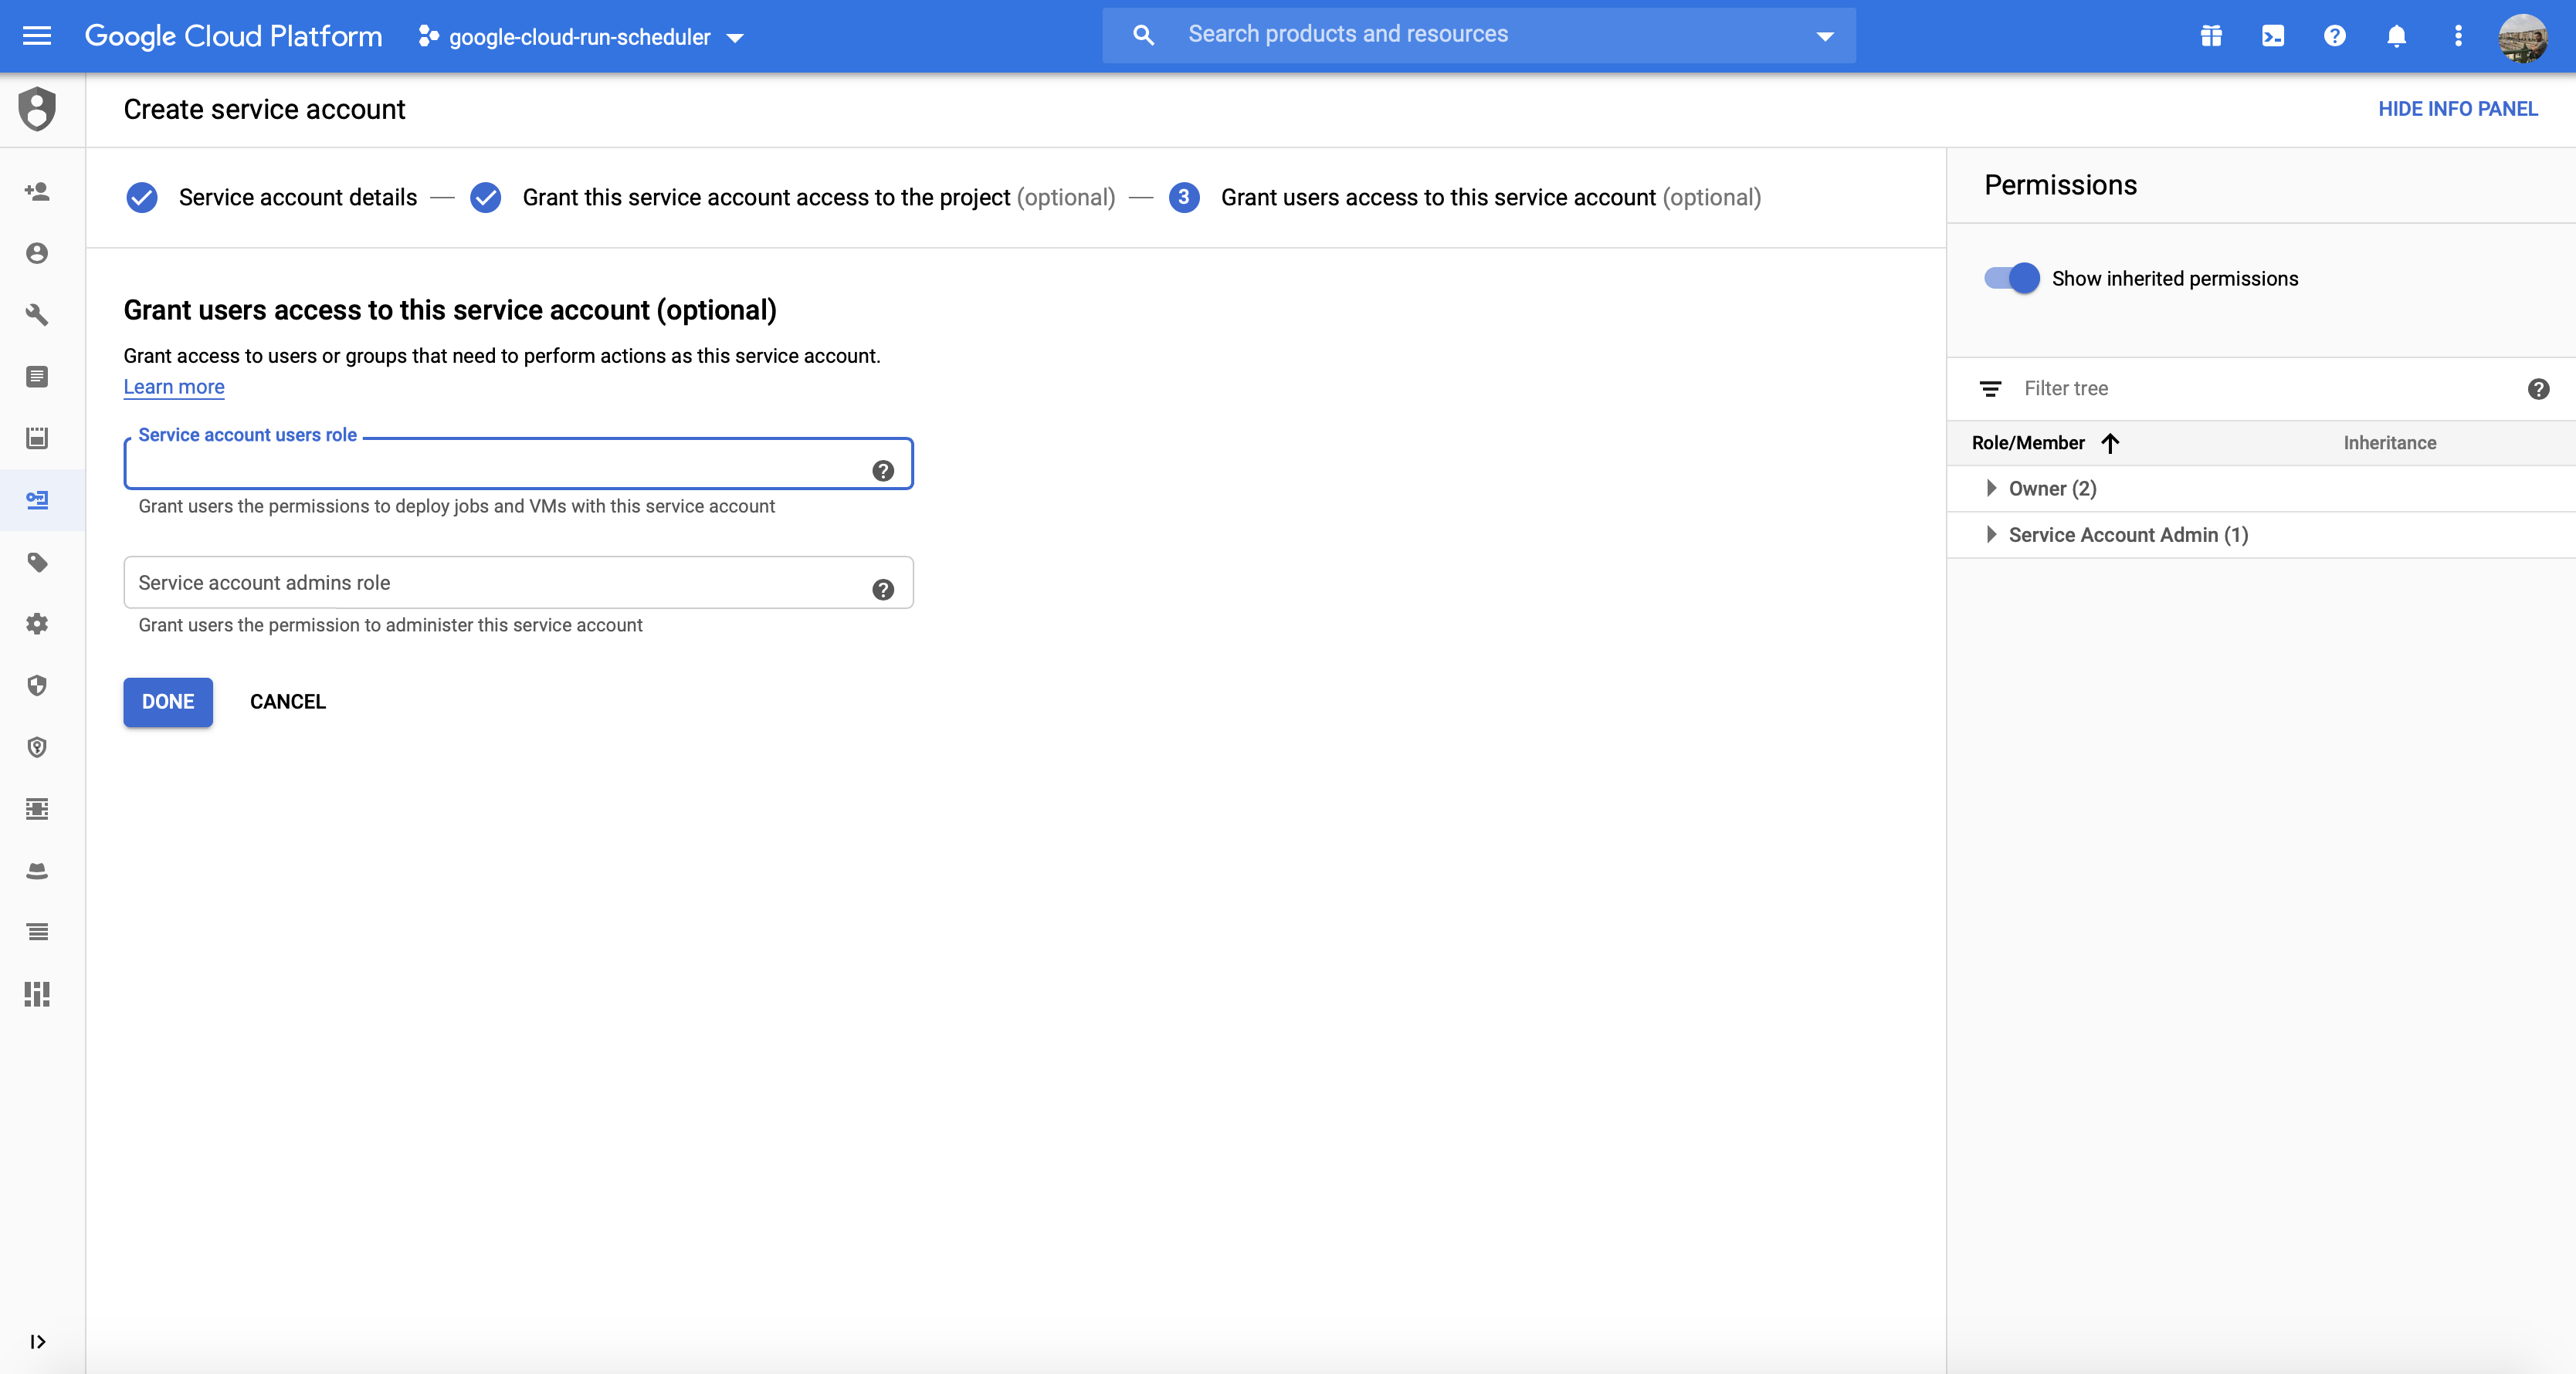 Google Cloud Platform
google-cloud-run-scheduler
Search products and resources
Create service account
HIDE INFO PANEL
Service account details
Grant this service account access to the project (optional)
3 Grant users access to this service account (optional)
Grant users access to this service account (optional)
Grant access to users or groups that need to perform actions as this service account.
Learn more
Service account users role
Grant users the permissions to deploy jobs and VMs with this service account
Service account admins role
Grant users the permission to administer this service account
DONE
CANCEL
Permissions
Show inherited permissions
Filter tree
Role/Member
Inheritance
Owner (2)
Service Account Admin (1)